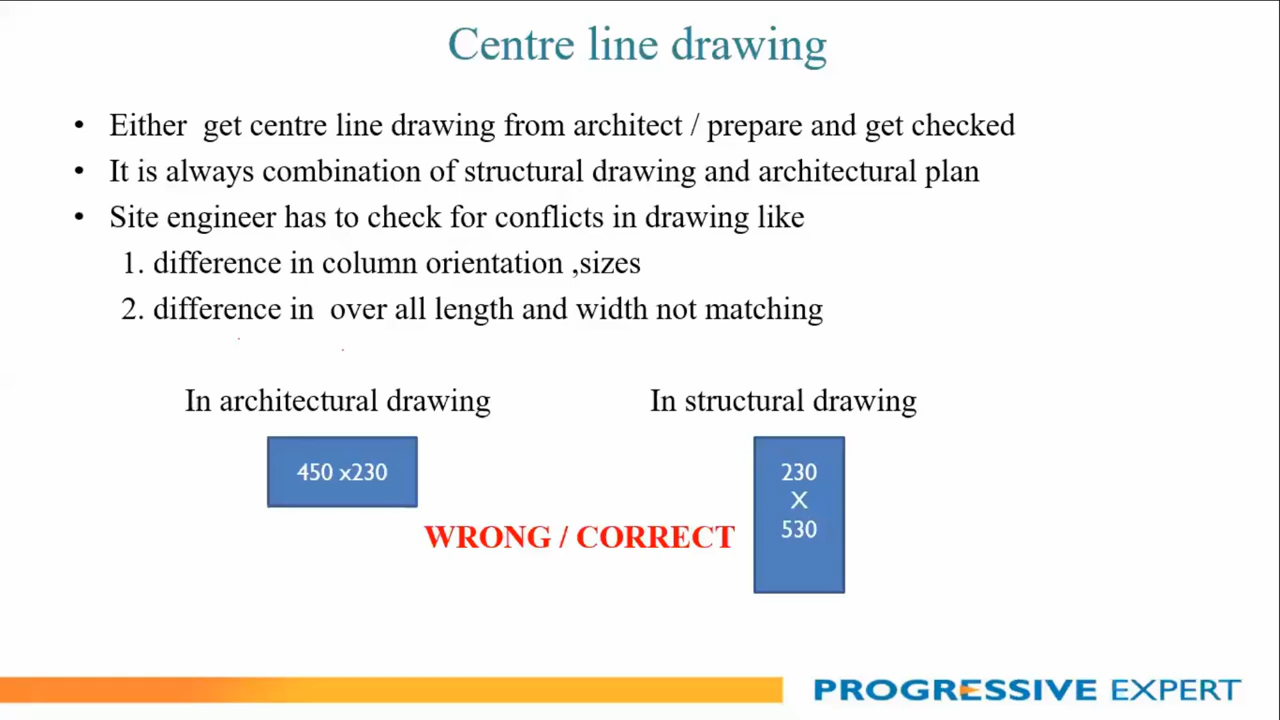 Centre line drawing
• Either get centre line drawing from architect / prepare and get checked
• It is always combination of structural drawing and architectural plan
• Site engineer has to check for conflicts in drawing like
1. difference in column orientation ,sizes
2. difference in over all length and width not matching
In architectural drawing
In structural drawing
450 x230
230
X
530
WRONG / CORRECT
PROGRESSIVE EXPERT